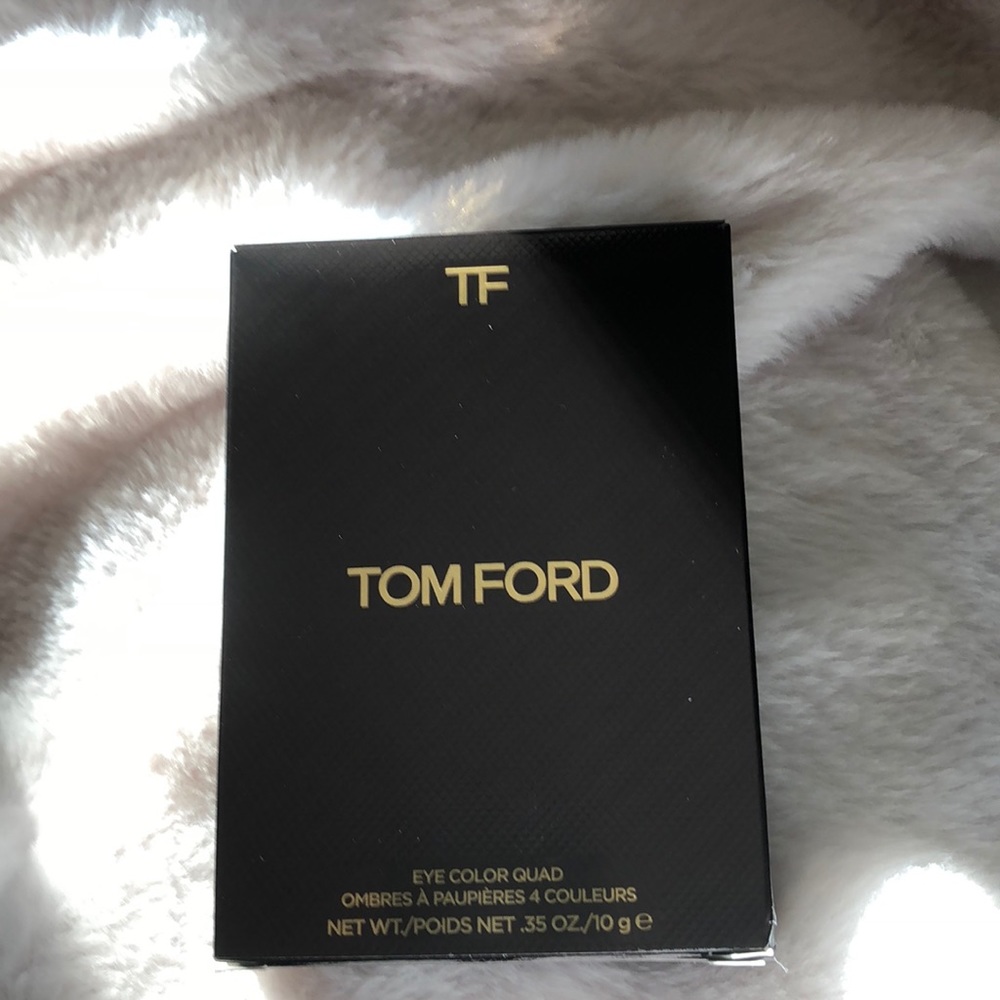 TF
TOM FORD
EYE COLOR QUAD
OMBRES À PAUPIÈRES 4 COULEURS
NET WT./POIDS NET .35 OZ./10 g ℮